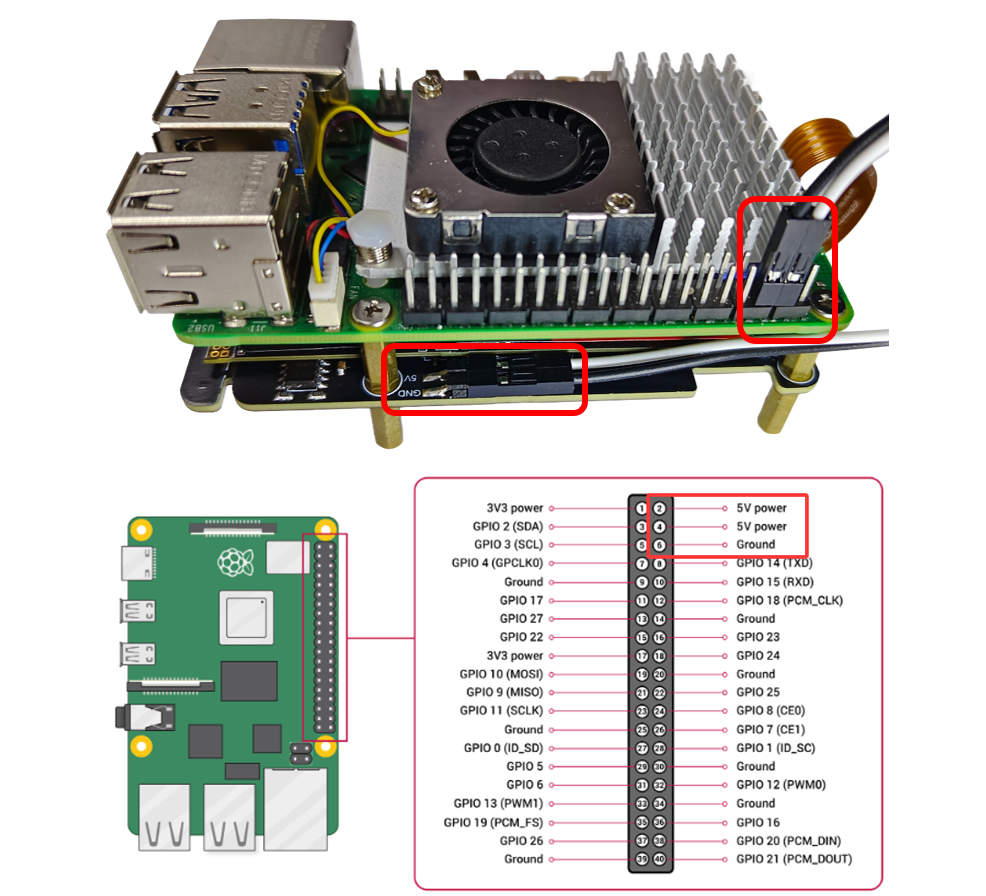 FAN
USB2
J11
5V
GND
3V3 power 1 2 5V power
GPIO 2 (SDA) 3 4 5V power
GPIO 3 (SCL) 5 6 Ground
GPIO 4 (GPCLK0) 7 8 GPIO 14 (TXD)
Ground 9 10 GPIO 15 (RXD)
GPIO 17 11 12 GPIO 18 (PCM_CLK)
GPIO 27 13 14 Ground
GPIO 22 15 16 GPIO 23
3V3 power 17 18 GPIO 24
GPIO 10 (MOSI) 19 20 Ground
GPIO 9 (MISO) 21 22 GPIO 25
GPIO 11 (SCLK) 23 24 GPIO 8 (CE0)
Ground 25 26 GPIO 7 (CE1)
GPIO 0 (ID_SD) 27 28 GPIO 1 (ID_SC)
GPIO 5 29 30 Ground
GPIO 6 31 32 GPIO 12 (PWM0)
GPIO 13 (PWM1) 33 34 Ground
GPIO 19 (PCM_FS) 35 36 GPIO 16
GPIO 26 37 38 GPIO 20 (PCM_DIN)
Ground 39 40 GPIO 21 (PCM_DOUT)